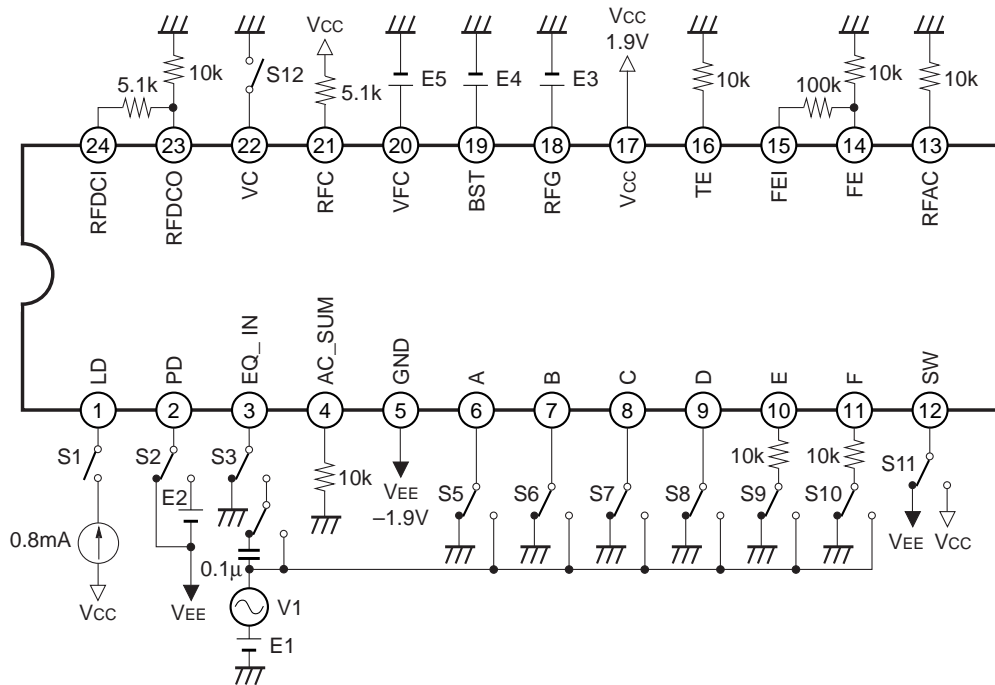 VCC
VCC
1.9V
S12
E5
E4
E3
10k
5.1k
5.1k
10k
100k
10k
10k
24
23
22
21
20
19
18
17
16
15
14
13
RFDCI
RFDCO
VC
RFC
VFC
BST
RFG
VCC
TE
FEI
FE
RFAC
LD
PD
EQ_ IN
AC_SUM
GND
A
B
C
D
E
F
SW
1
2
3
4
5
6
7
8
9
10
11
12
S1
S2
S3
10k
10k
10k
S11
E2
VEE
–1.9V
S5
S6
S7
S8
S9
S10
0.8mA
0.1µ
VEE
VCC
VCC
VEE
V1
E1